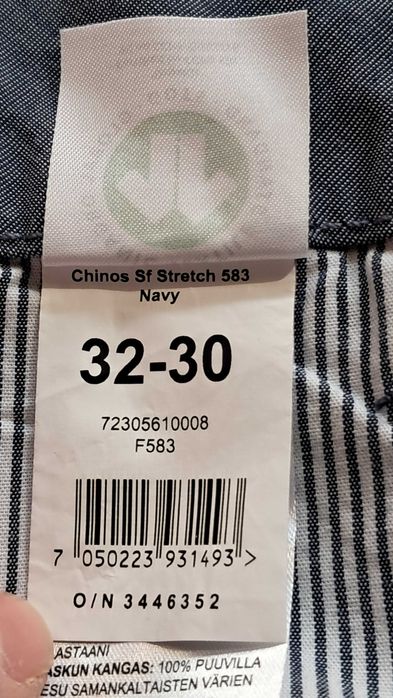 Chinos Sf Stretch 583
Navy
32-30
72305610008
F583
7 050223 931493 >
O/N 3446352
ASTAANI
ASKUN KANGAS: 100% PUUVILLA
ESU SAMANKALTAISTEN VÄRIEN